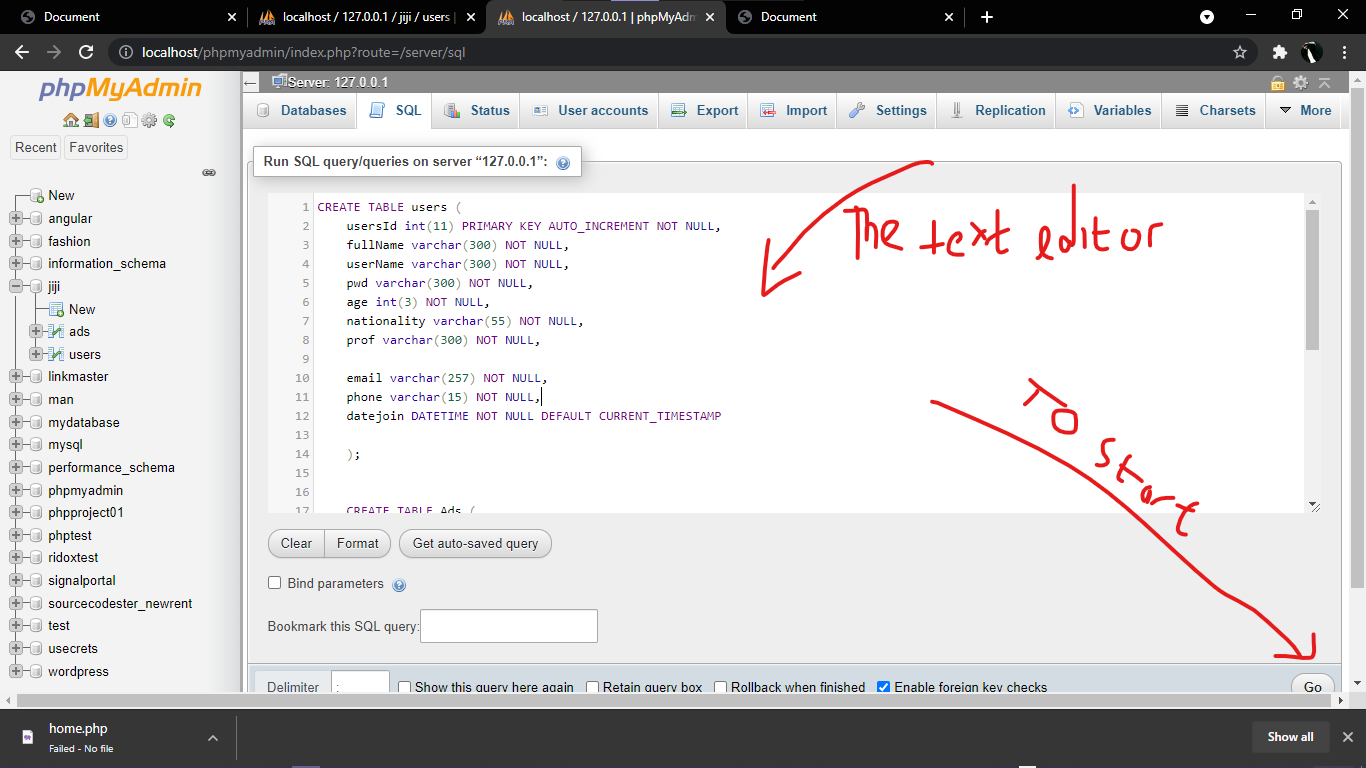 Document
localhost / 127.0.0.1 / jiji / users |
localhost / 127.0.0.1 | phpMyAdm
Document
localhost/phpmyadmin/index.php?route=/server/sql
phpMyAdmin
Recent
Favorites
New
angular
fashion
information_schema
jiji
New
ads
users
linkmaster
man
mydatabase
mysql
performance_schema
phpmyadmin
phpproject01
phptest
ridoxtest
signalportal
sourcecodester_newrent
test
usecrets
wordpress
Server: 127.0.0.1
Databases
SQL
Status
User accounts
Export
Import
Settings
Replication
Variables
Charsets
More
Run SQL query/queries on server “127.0.0.1”:
1 CREATE TABLE users (
2 usersId int(11) PRIMARY KEY AUTO_INCREMENT NOT NULL,
3 fullName varchar(300) NOT NULL,
4 userName varchar(300) NOT NULL,
5 pwd varchar(300) NOT NULL,
6 age int(3) NOT NULL,
7 nationality varchar(55) NOT NULL,
8 prof varchar(300) NOT NULL,
9
10 email varchar(257) NOT NULL,
11 phone varchar(15) NOT NULL,
12 datejoin DATETIME NOT NULL DEFAULT CURRENT_TIMESTAMP
13
14 );
15
16
17 CREATE TABLE Ads (
The text editor
To start
Clear
Format
Get auto-saved query
Bind parameters
Bookmark this SQL query:
Delimiter
;
Show this query here again
Retain query box
Rollback when finished
Enable foreign key checks
Go
home.php
Failed - No file
Show all